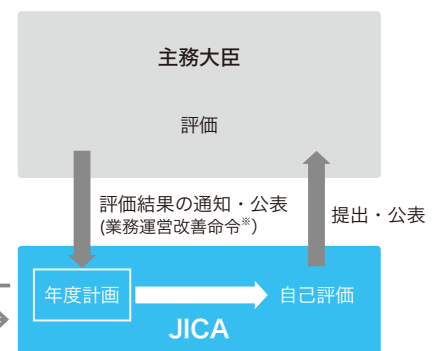 主務大臣
評価
評価結果の通知・公表
(業務運営改善命令※)
提出・公表
年度計画
自己評価
JICA